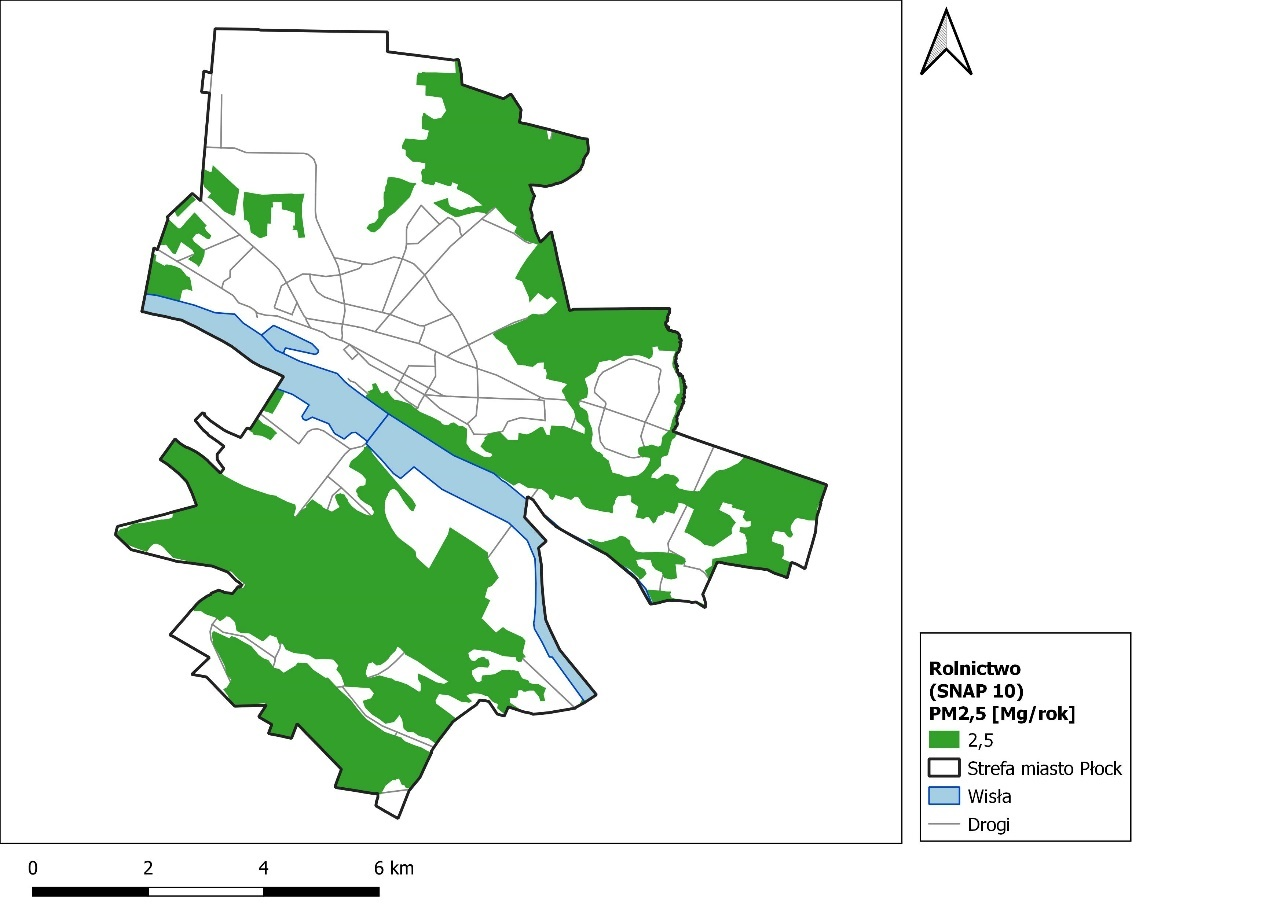 Rolnictwo
(SNAP 10)
PM2,5 [Mg/rok]
2,5
Strefa miasto Płock
Wisła
Drogi
0 2 4 6 km